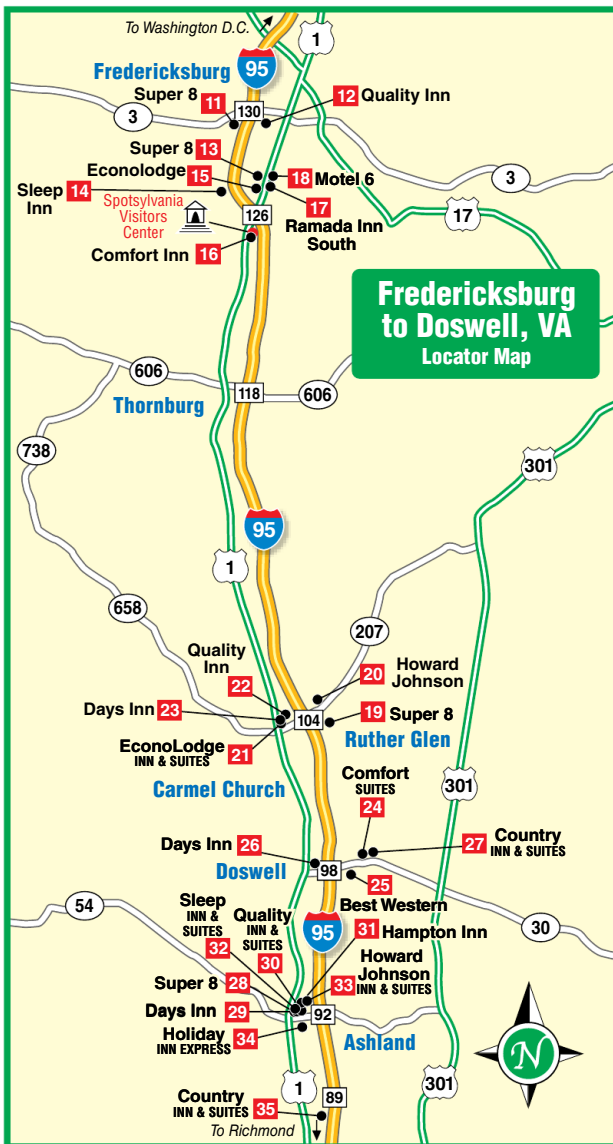 To Washington D.C.
1
Fredericksburg
95
Super 8 11
130
12 Quality Inn
3
Super 8 13
Econolodge 15
18 Motel 6
3
Sleep
Inn 14
17
Ramada Inn
South
17
Spotsylvania
Visitors
Center
126
Comfort Inn 16
Fredericksburg
to Doswell, VA
Locator Map
606
118
606
Thornburg
738
301
95
1
658
207
Quality
Inn
22
20 Howard
Johnson
Days Inn 23
104
19 Super 8
EconoLodge
INN & SUITES
21
Ruther Glen
Carmel Church
Comfort
SUITES
24
301
Days Inn 26
27 Country
INN & SUITES
Doswell
98
25
Best Western
54
30
Sleep
INN &
SUITES
32
Quality
INN &
SUITES
30
95
31 Hampton Inn
33 Howard
Johnson
INN & SUITES
Super 8 28
Days Inn 29
92
Holiday
INN EXPRESS
34
Ashland
N
1
89
301
Country
INN & SUITES
35
To Richmond